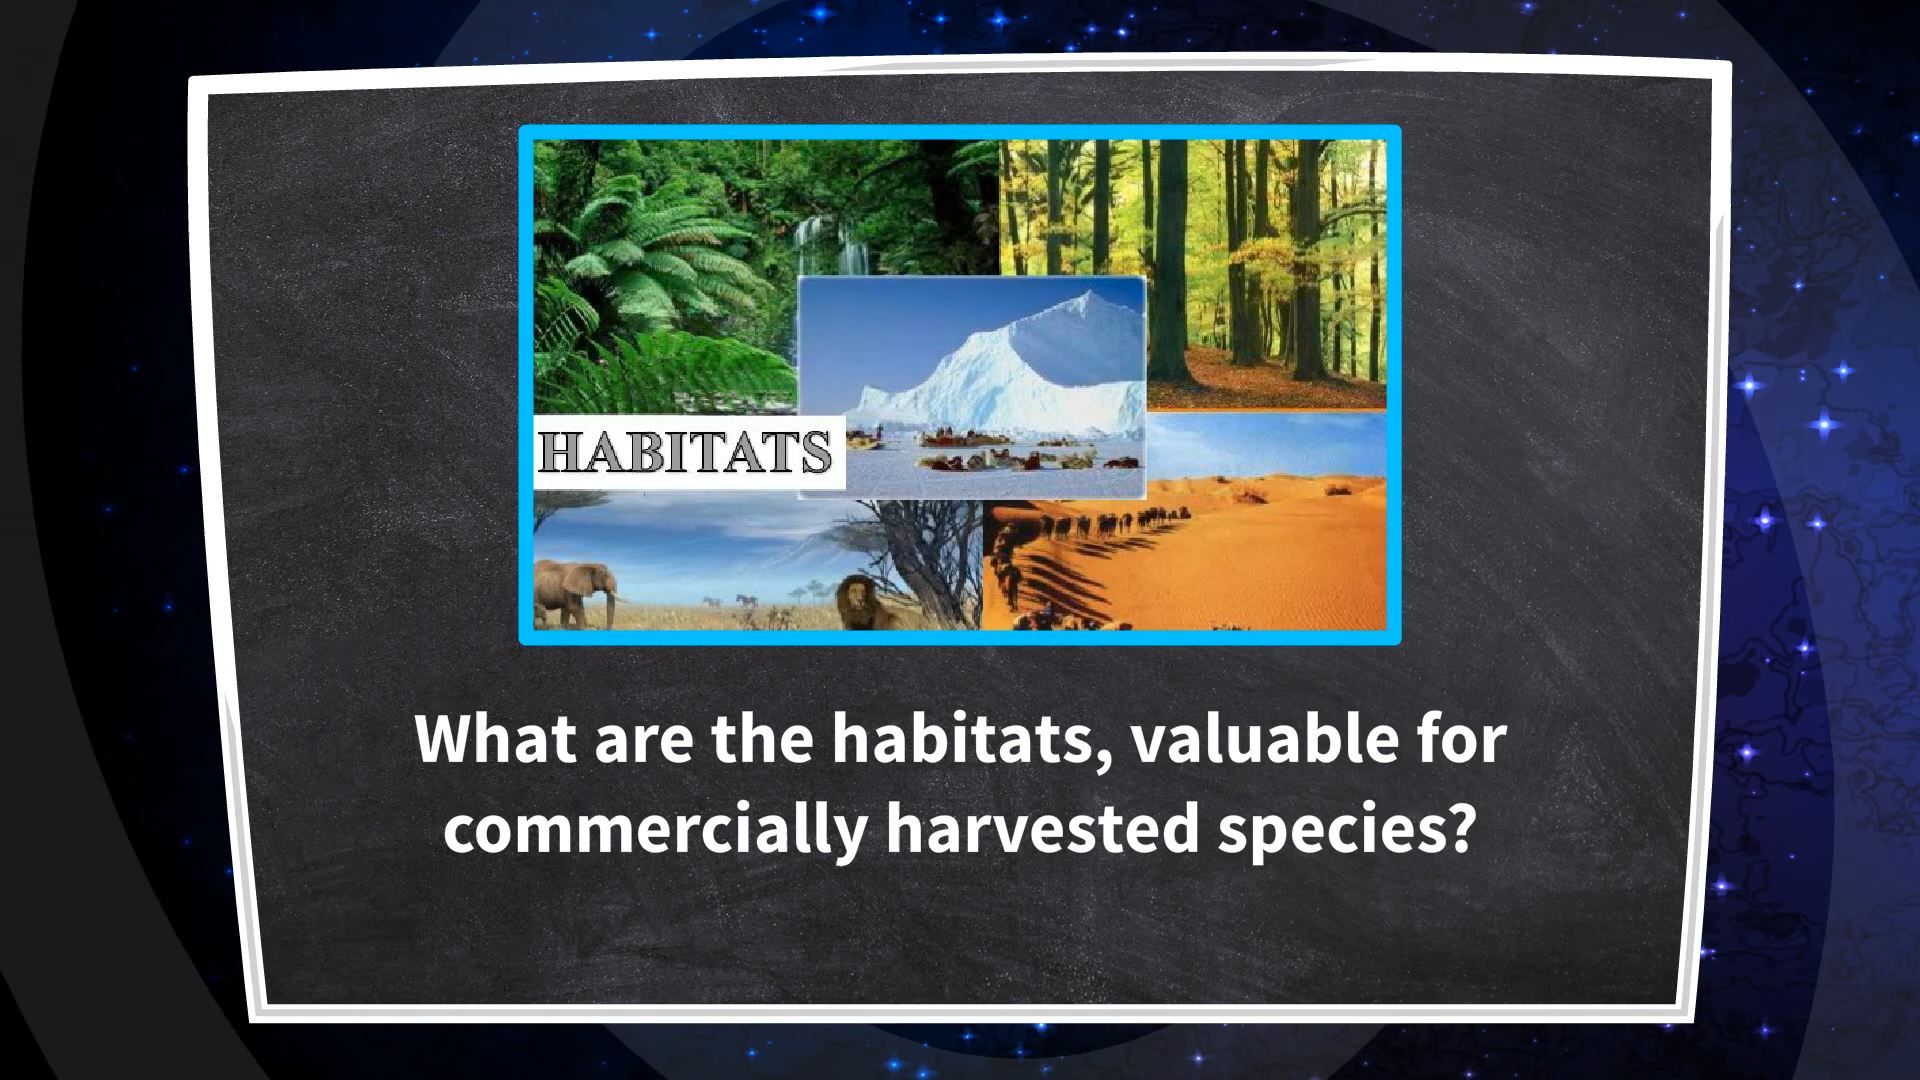 HABITATS
What are the habitats, valuable for
commercially harvested species?